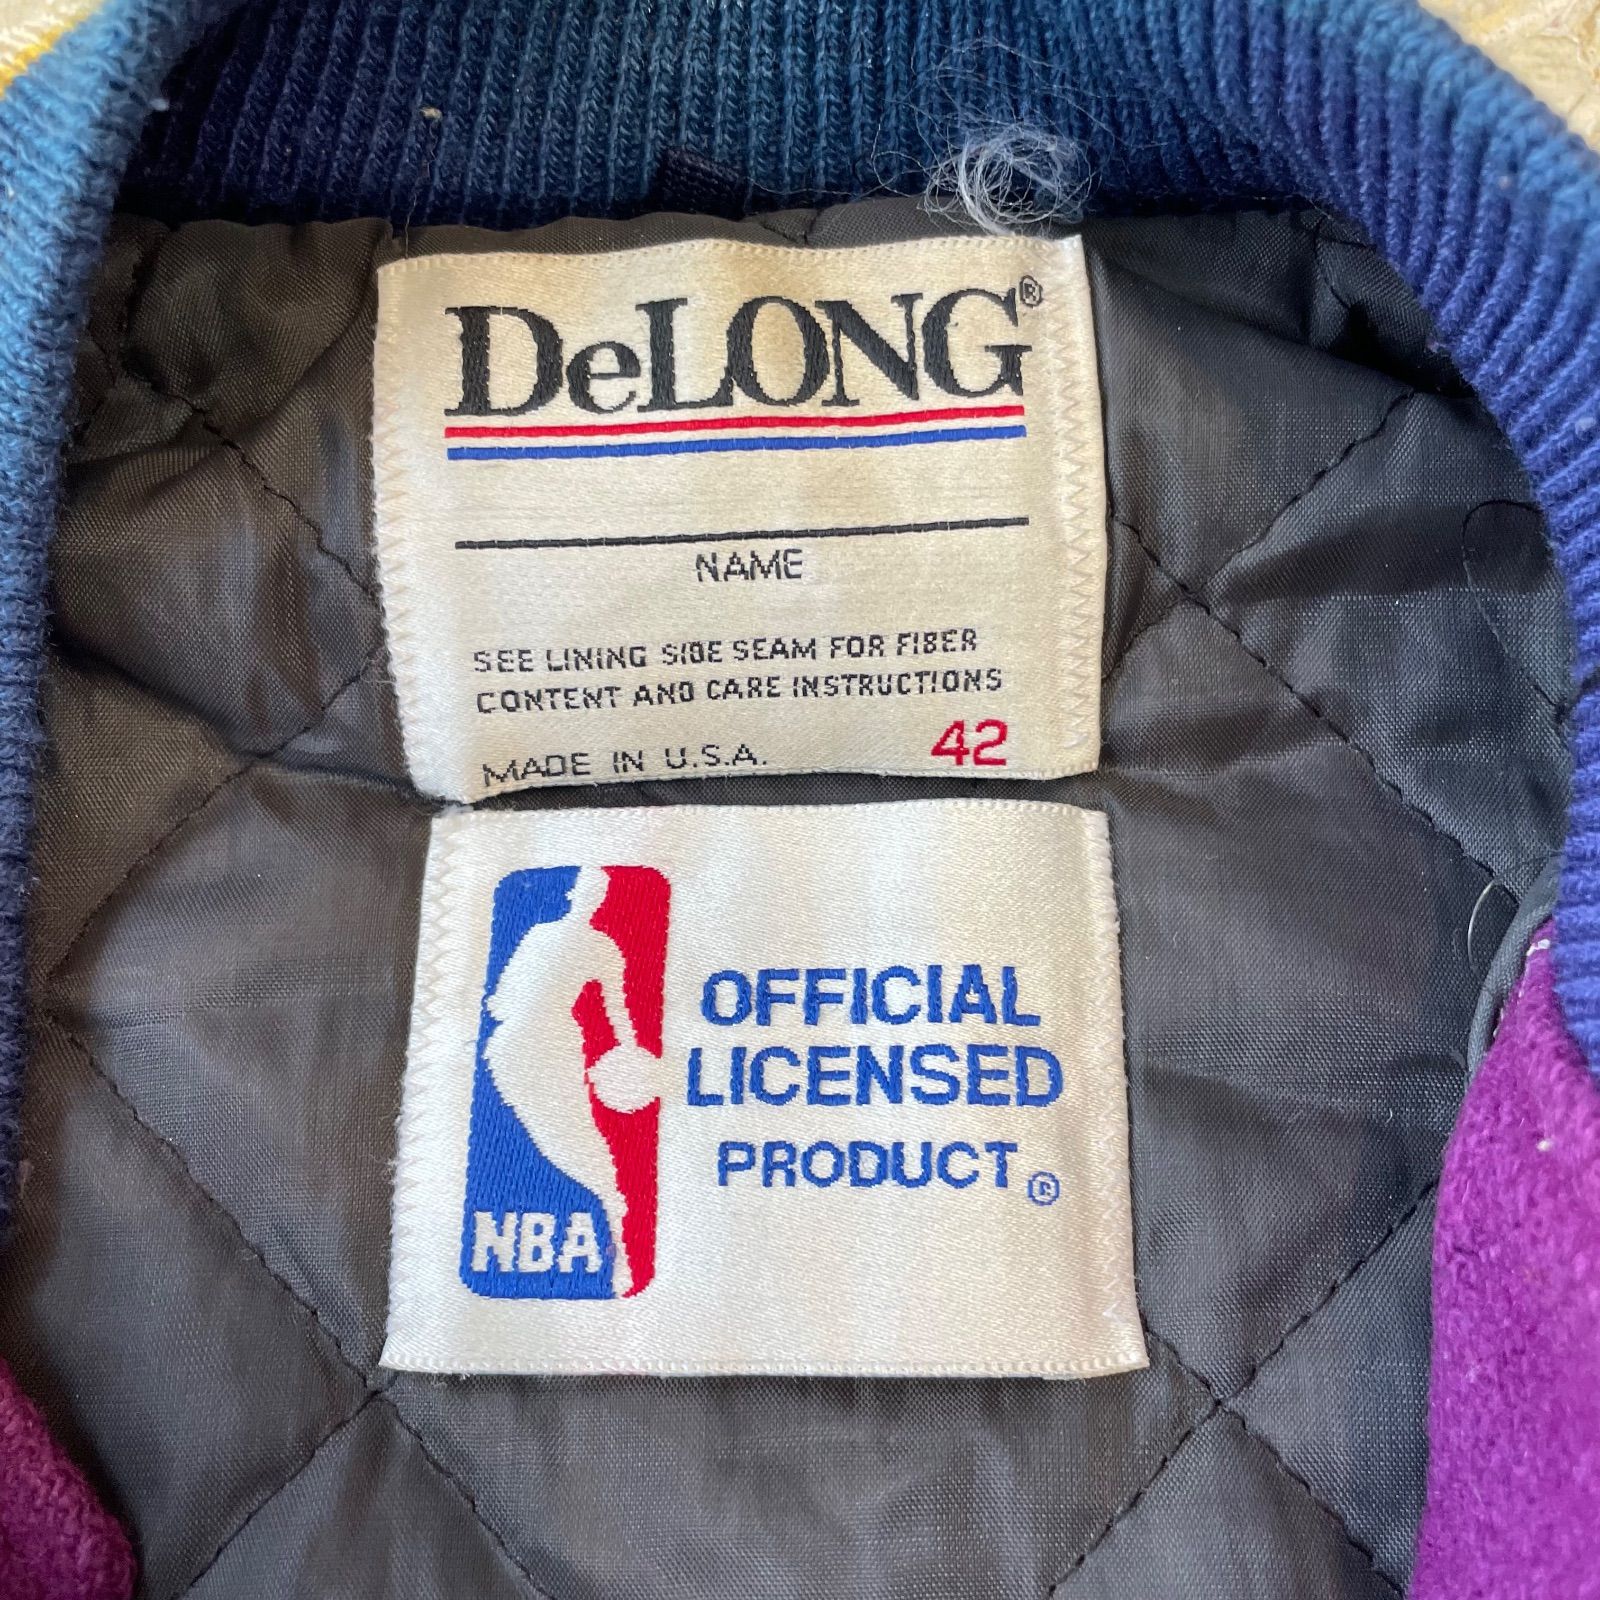 DeLONG®
NAME
SEE LINING SIDE SEAM FOR FIBER
CONTENT AND CARE INSTRUCTIONS
MADE IN U.S.A. 42
OFFICIAL
LICENSED
PRODUCT®
NBA